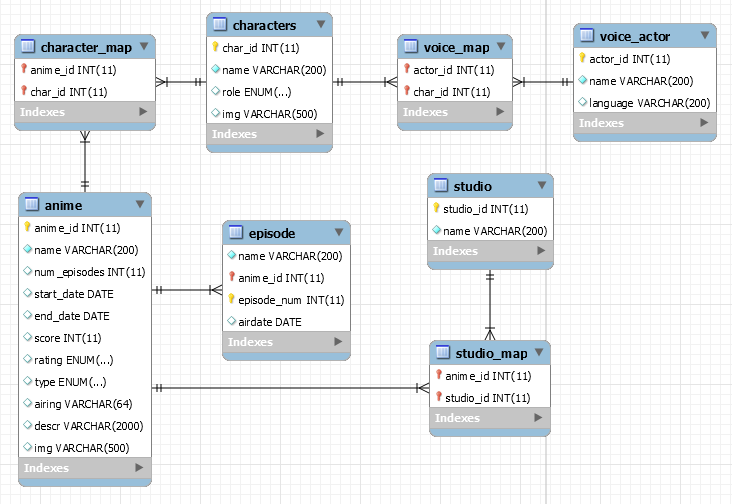 character_map
anime_id INT(11)
char_id INT(11)
Indexes
characters
char_id INT(11)
name VARCHAR(200)
role ENUM(...)
img VARCHAR(500)
Indexes
voice_map
actor_id INT(11)
char_id INT(11)
Indexes
voice_actor
actor_id INT(11)
name VARCHAR(200)
language VARCHAR(200)
Indexes
anime
anime_id INT(11)
name VARCHAR(200)
num_episodes INT(11)
start_date DATE
end_date DATE
score INT(11)
rating ENUM(...)
type ENUM(...)
airing VARCHAR(64)
descr VARCHAR(2000)
img VARCHAR(500)
Indexes
episode
name VARCHAR(200)
anime_id INT(11)
episode_num INT(11)
airdate DATE
Indexes
studio
studio_id INT(11)
name VARCHAR(200)
Indexes
studio_map
anime_id INT(11)
studio_id INT(11)
Indexes